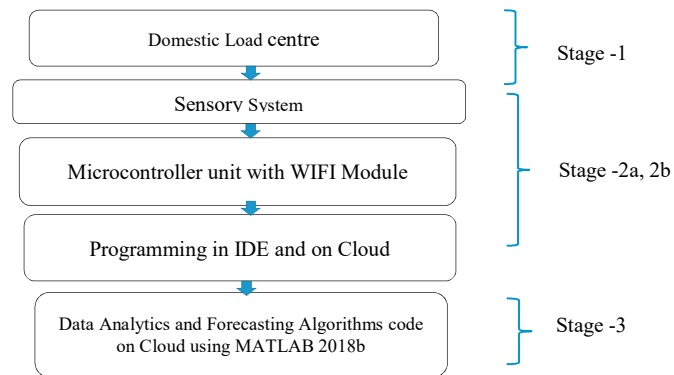 Domestic Load centre
Stage -1
Sensory System
Microcontroller unit with WIFI Module
Stage -2a, 2b
Programming in IDE and on Cloud
Data Analytics and Forecasting Algorithms code
on Cloud using MATLAB 2018b
Stage -3